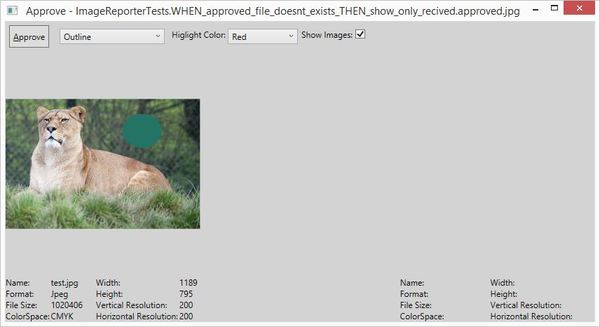 Approve - ImageReporterTests.WHEN_approved_file_doesnt_exists_THEN_show_only_recived.approved.jpg
Approve Outline Higlight Color: Red Show Images:
Name: test.jpg Width: 1189 Name: Width:
Format: Jpeg Height: 795 Format: Height:
File Size: 1020406 Vertical Resolution: 200 File Size: Vertical Resolution:
ColorSpace: CMYK Horizontal Resolution: 200 ColorSpace: Horizontal Resolution: